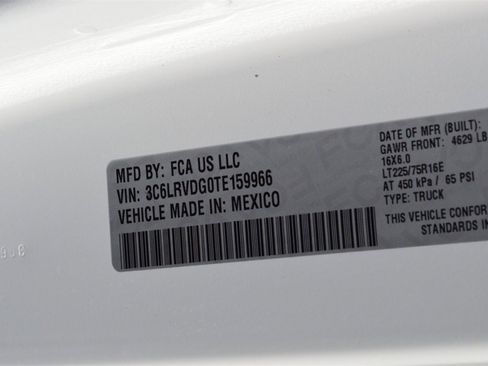 MFD BY: FCA US LLC
VIN: 3C6LRVDG0TE159966
VEHICLE MADE IN: MEXICO
DATE OF MFR (BUILT):
GAWR FRONT: 4629 LB
16X6.0
LT225/75R16E
AT 450 kPa / 65 PSI
TYPE: TRUCK
THIS VEHICLE CONFOR
STANDARDS IN